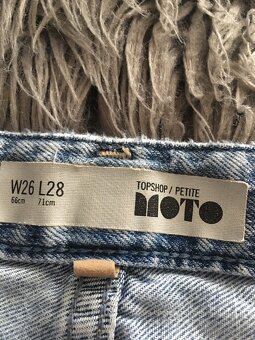 W26 L28
66cm 71cm
TOPSHOP/PETITE
MOTO